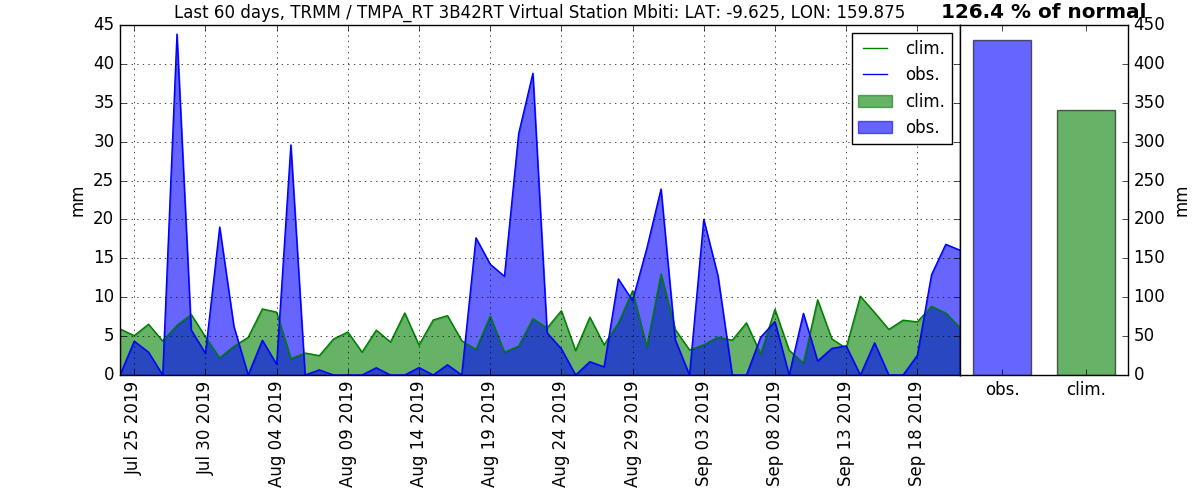 Last 60 days, TRMM / TMPA_RT 3B42RT Virtual Station Mbiti: LAT: -9.625, LON: 159.875
126.4 % of normal
45
40
35
30
25
20
15
10
5
0
mm
clim.
obs.
clim.
obs.
Jul 25 2019
Jul 30 2019
Aug 04 2019
Aug 09 2019
Aug 14 2019
Aug 19 2019
Aug 24 2019
Aug 29 2019
Sep 03 2019
Sep 08 2019
Sep 13 2019
Sep 18 2019
450
400
350
300
250
200
150
100
50
0
mm
obs.
clim.